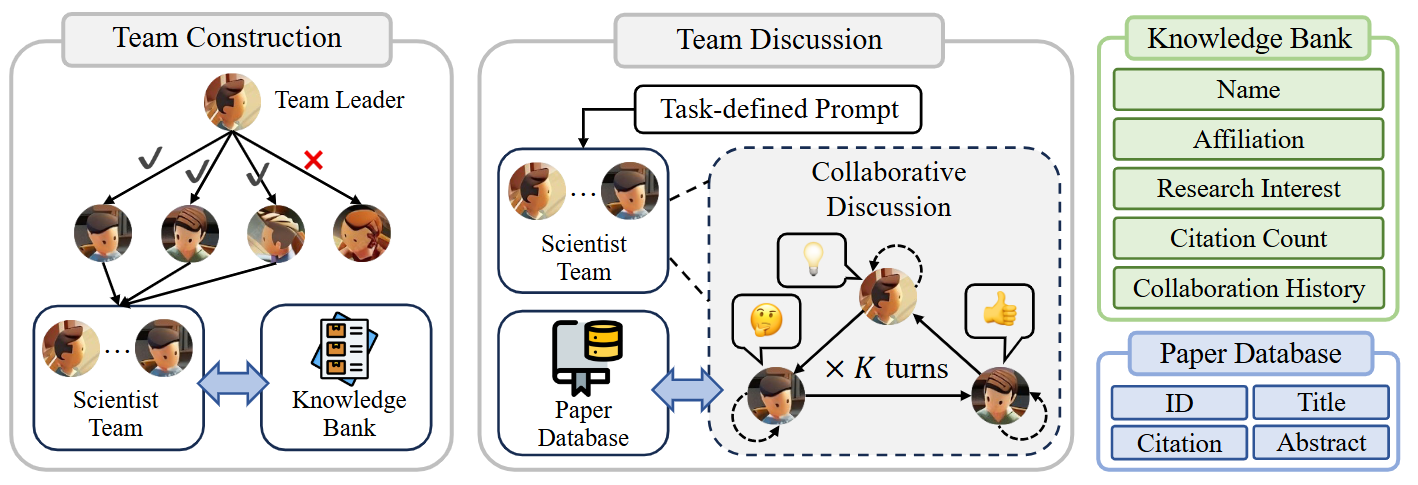 Team Construction
Team Leader
Scientist
Team
...
Knowledge
Bank
Team Discussion
Task-defined Prompt
...
Scientist
Team
Paper
Database
Collaborative
Discussion
× K turns
Knowledge Bank
Name
Affiliation
Research Interest
Citation Count
Collaboration History
Paper Database
ID
Title
Citation
Abstract